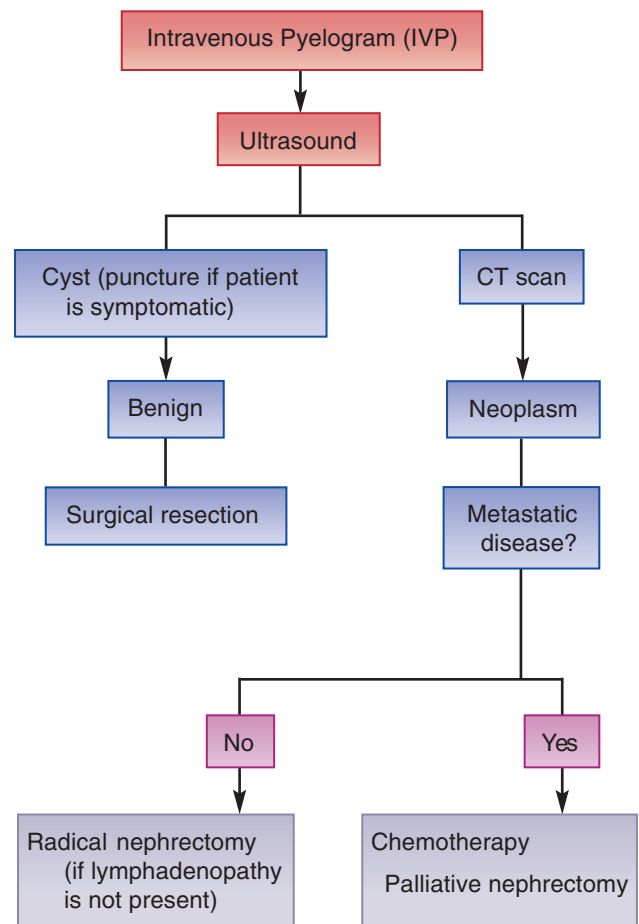 Intravenous Pyelogram (IVP)
Ultrasound
Cyst (puncture if patient
is symptomatic)
Benign
Surgical resection
CT scan
Neoplasm
Metastatic
disease?
No
Yes
Radical nephrectomy
(if lymphadenopathy
is not present)
Chemotherapy
Palliative nephrectomy